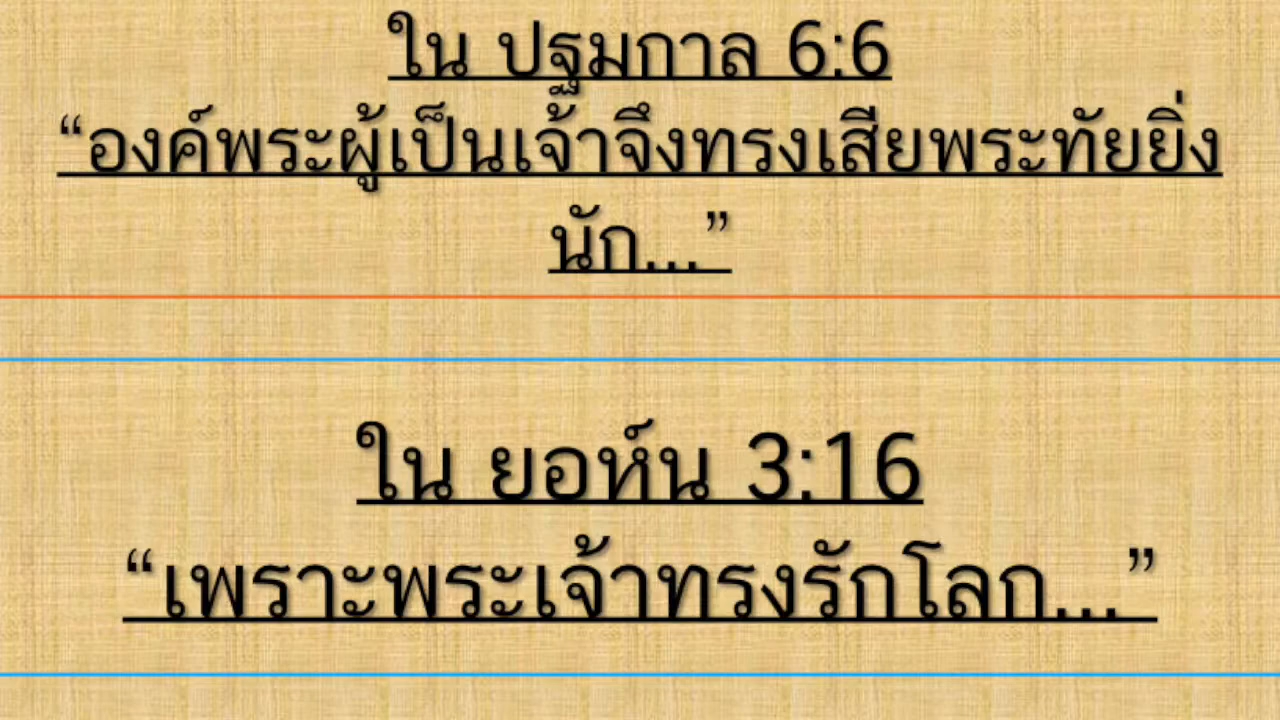 ใน ปฐมกาล 6:6
“องค์พระผู้เป็นเจ้าจึงทรงเสียพระทัยยิ่ง
นัก...”
ใน ยอห์น 3:16
“เพราะพระเจ้าทรงรักโลก...”